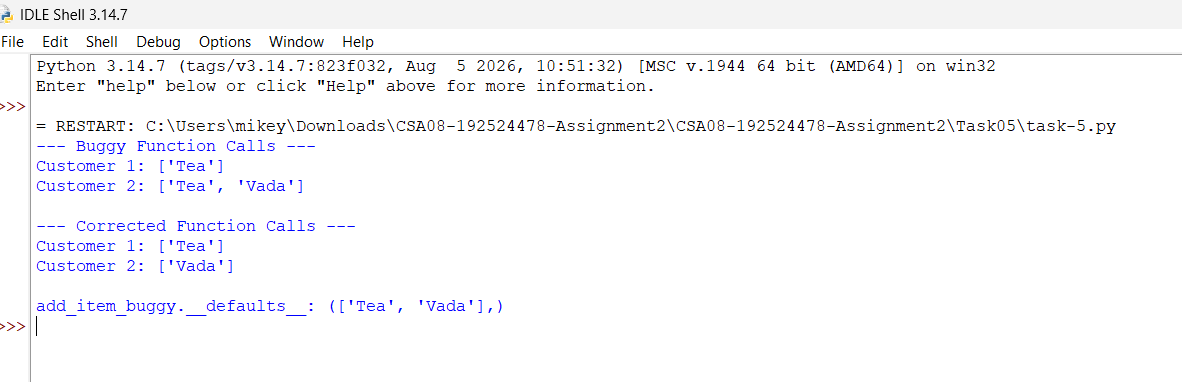 IDLE Shell 3.14.7
File Edit Shell Debug Options Window Help
Python 3.14.7 (tags/v3.14.7:823f032, Aug  5 2026, 10:51:32) [MSC v.1944 64 bit (AMD64)] on win32
Enter "help" below or click "Help" above for more information.
>>>
= RESTART: C:\Users\mikey\Downloads\CSA08-192524478-Assignment2\CSA08-192524478-Assignment2\Task05\task-5.py
--- Buggy Function Calls ---
Customer 1: ['Tea']
Customer 2: ['Tea', 'Vada']
--- Corrected Function Calls ---
Customer 1: ['Tea']
Customer 2: ['Vada']
add_item_buggy.__defaults__: (['Tea', 'Vada'],)
>>>